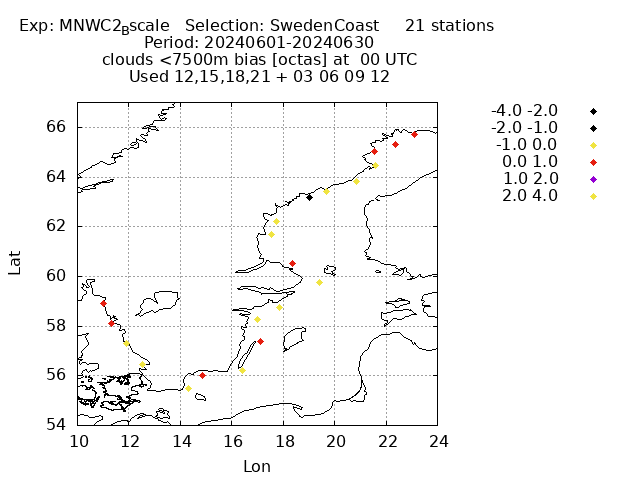 Exp: MNWC2Bscale   Selection: SwedenCoast     21 stations
Period: 20240601-20240630
clouds <7500m bias [octas] at  00 UTC
Used 12,15,18,21 + 03 06 09 12
-4.0 -2.0
-2.0 -1.0
-1.0 0.0
0.0 1.0
1.0 2.0
2.0 4.0
66
64
62
60
58
56
54
Lat
10 12 14 16 18 20 22 24
Lon